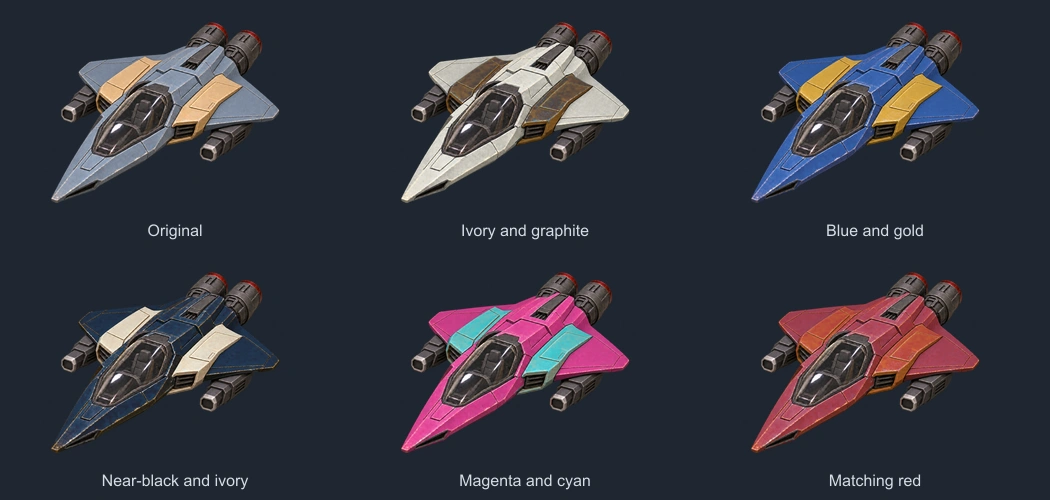 Original
Ivory and graphite
Blue and gold
Near-black and ivory
Magenta and cyan
Matching red